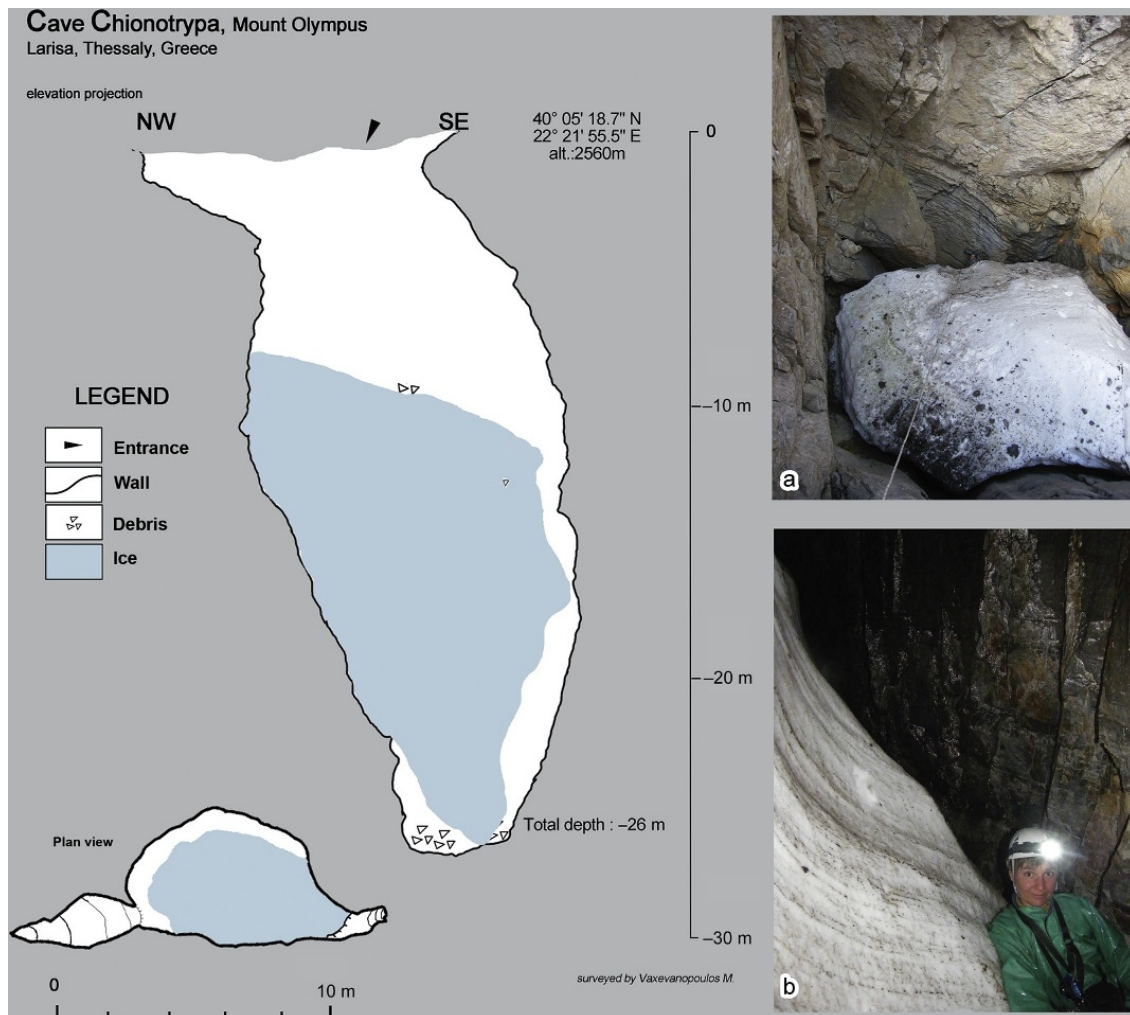 Cave Chionotrypa, Mount Olympus
Larisa, Thessaly, Greece
elevation projection
NW
SE
40° 05' 18.7" N
22° 21' 55.5" E
alt.:2560m
0
–10 m
–20 m
–30 m
LEGEND
Entrance
Wall
Debris
Ice
Total depth : –26 m
Plan view
0
10 m
surveyed by Vaxevanopoulos M.
a
b